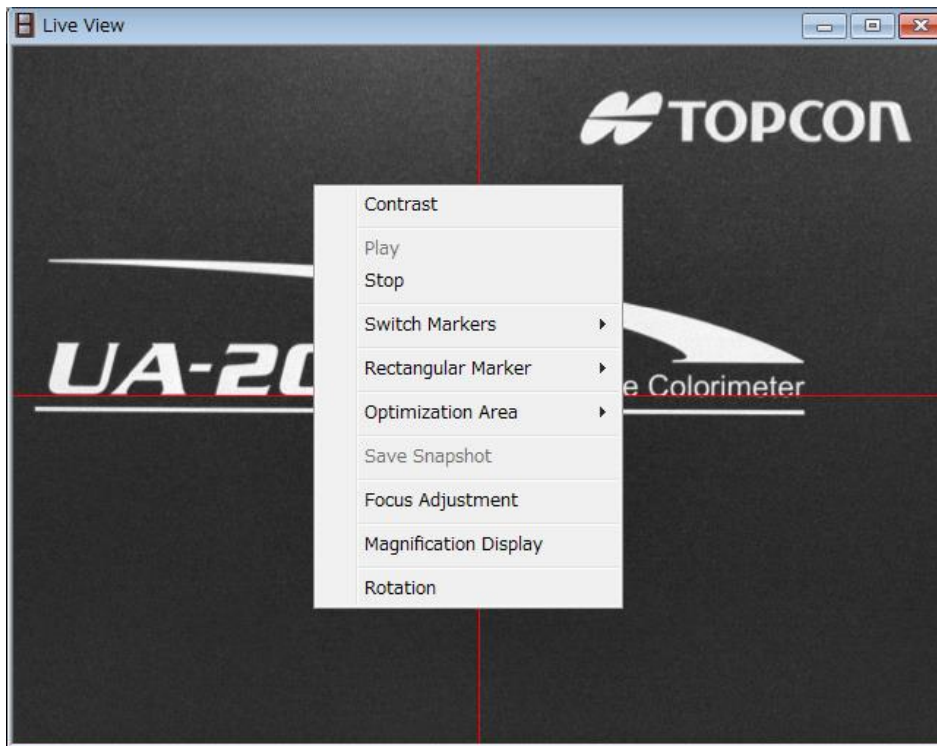 Live View
TOPCON
Contrast
Play
Stop
Switch Markers
Rectangular Marker
UA-20
e Colorimeter
Optimization Area
Save Snapshot
Focus Adjustment
Magnification Display
Rotation